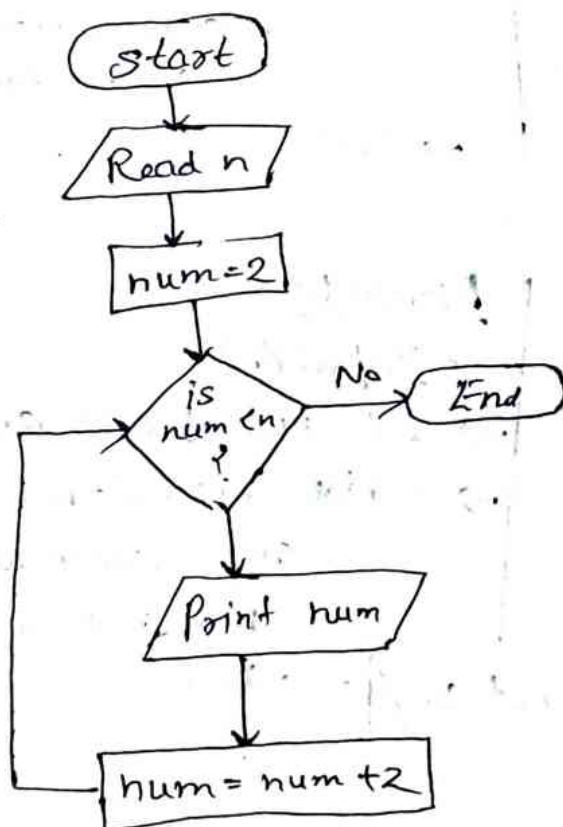 Start
Read n
num=2
is
num<n
?
No
End
Print num
num = num +2